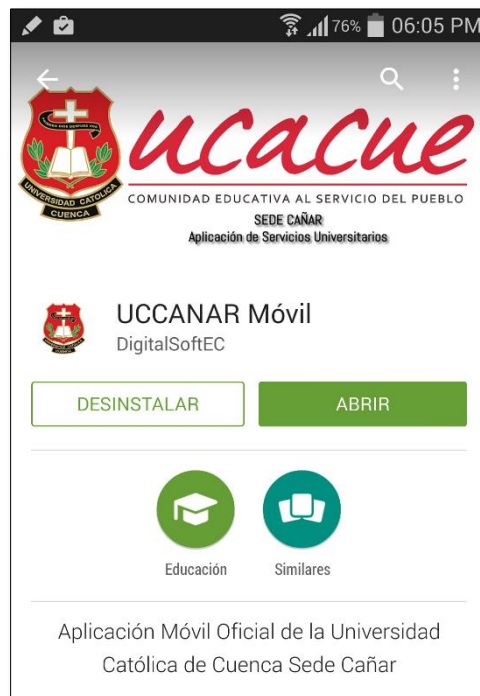 76% 06:05 PM
ucacue
COMUNIDAD EDUCATIVA AL SERVICIO DEL PUEBLO
SEDE CAÑAR
Aplicación de Servicios Universitarios
UNIVERSIDAD CATOLICA
CUENCA
UCCANAR Móvil
DigitalSoftEC
DESINSTALAR ABRIR
Educación Similares
Aplicación Móvil Oficial de la Universidad
Católica de Cuenca Sede Cañar